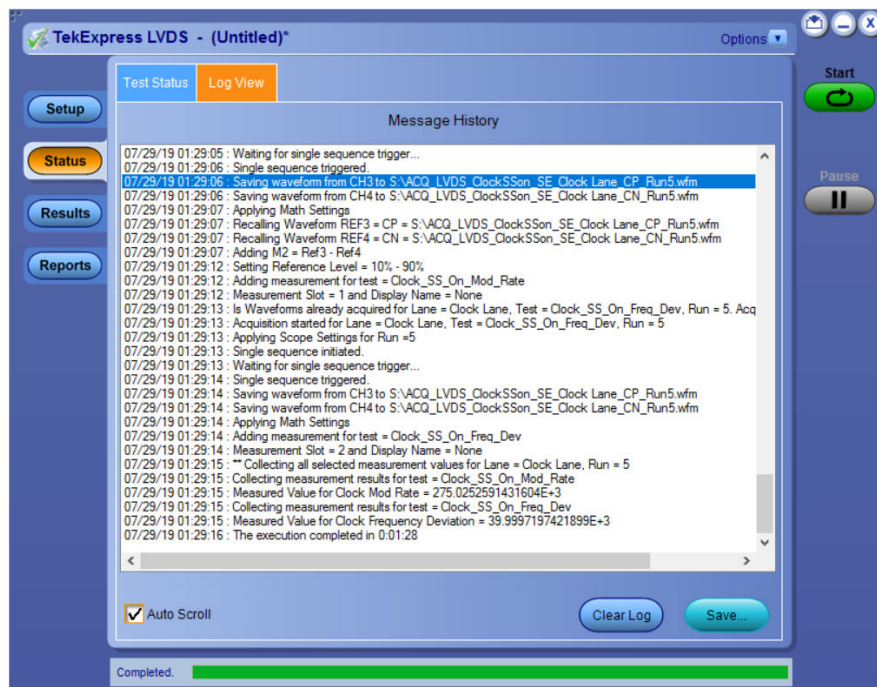 TekExpress LVDS - (Untitled)*
Options
Start
Pause
Setup
Status
Results
Reports
Test Status
Log View
Message History
07/29/19 01:29:05 : Waiting for single sequence trigger...
07/29/19 01:29:06 : Single sequence triggered.
07/29/19 01:29:06 : Saving waveform from CH3 to S:\ACQ_LVDS_ClockSSon_SE_Clock Lane_CP_Run5.wfm
07/29/19 01:29:06 : Saving waveform from CH4 to S:\ACQ_LVDS_ClockSSon_SE_Clock Lane_CN_Run5.wfm
07/29/19 01:29:07 : Applying Math Settings
07/29/19 01:29:07 : Recalling Waveform REF3 = CP = S:\ACQ_LVDS_ClockSSon_SE_Clock Lane_CP_Run5.wfm
07/29/19 01:29:07 : Recalling Waveform REF4 = CN = S:\ACQ_LVDS_ClockSSon_SE_Clock Lane_CN_Run5.wfm
07/29/19 01:29:07 : Adding M2 = Ref3 - Ref4
07/29/19 01:29:12 : Setting Reference Level = 10% - 90%
07/29/19 01:29:12 : Adding measurement for test = Clock_SS_On_Mod_Rate
07/29/19 01:29:12 : Measurement Slot = 1 and Display Name = None
07/29/19 01:29:13 : Is Waveforms already acquired for Lane = Clock Lane, Test = Clock_SS_On_Freq_Dev, Run = 5. Acq
07/29/19 01:29:13 : Acquisition started for Lane = Clock Lane, Test = Clock_SS_On_Freq_Dev, Run = 5
07/29/19 01:29:13 : Applying Scope Settings for Run =5
07/29/19 01:29:13 : Single sequence initiated.
07/29/19 01:29:13 : Waiting for single sequence trigger...
07/29/19 01:29:14 : Single sequence triggered.
07/29/19 01:29:14 : Saving waveform from CH3 to S:\ACQ_LVDS_ClockSSon_SE_Clock Lane_CP_Run5.wfm
07/29/19 01:29:14 : Saving waveform from CH4 to S:\ACQ_LVDS_ClockSSon_SE_Clock Lane_CN_Run5.wfm
07/29/19 01:29:14 : Applying Math Settings
07/29/19 01:29:14 : Adding measurement for test = Clock_SS_On_Freq_Dev
07/29/19 01:29:14 : Measurement Slot = 2 and Display Name = None
07/29/19 01:29:15 : ** Collecting all selected measurement values for Lane = Clock Lane, Run = 5
07/29/19 01:29:15 : Collecting measurement results for test = Clock_SS_On_Mod_Rate
07/29/19 01:29:15 : Measured Value for Clock Mod Rate = 275.0252591431604E+3
07/29/19 01:29:15 : Collecting measurement results for test = Clock_SS_On_Freq_Dev
07/29/19 01:29:15 : Measured Value for Clock Frequency Deviation = 39.9997197421899E+3
07/29/19 01:29:16 : The execution completed in 0:01:28
Auto Scroll
Clear Log
Save...
Completed.